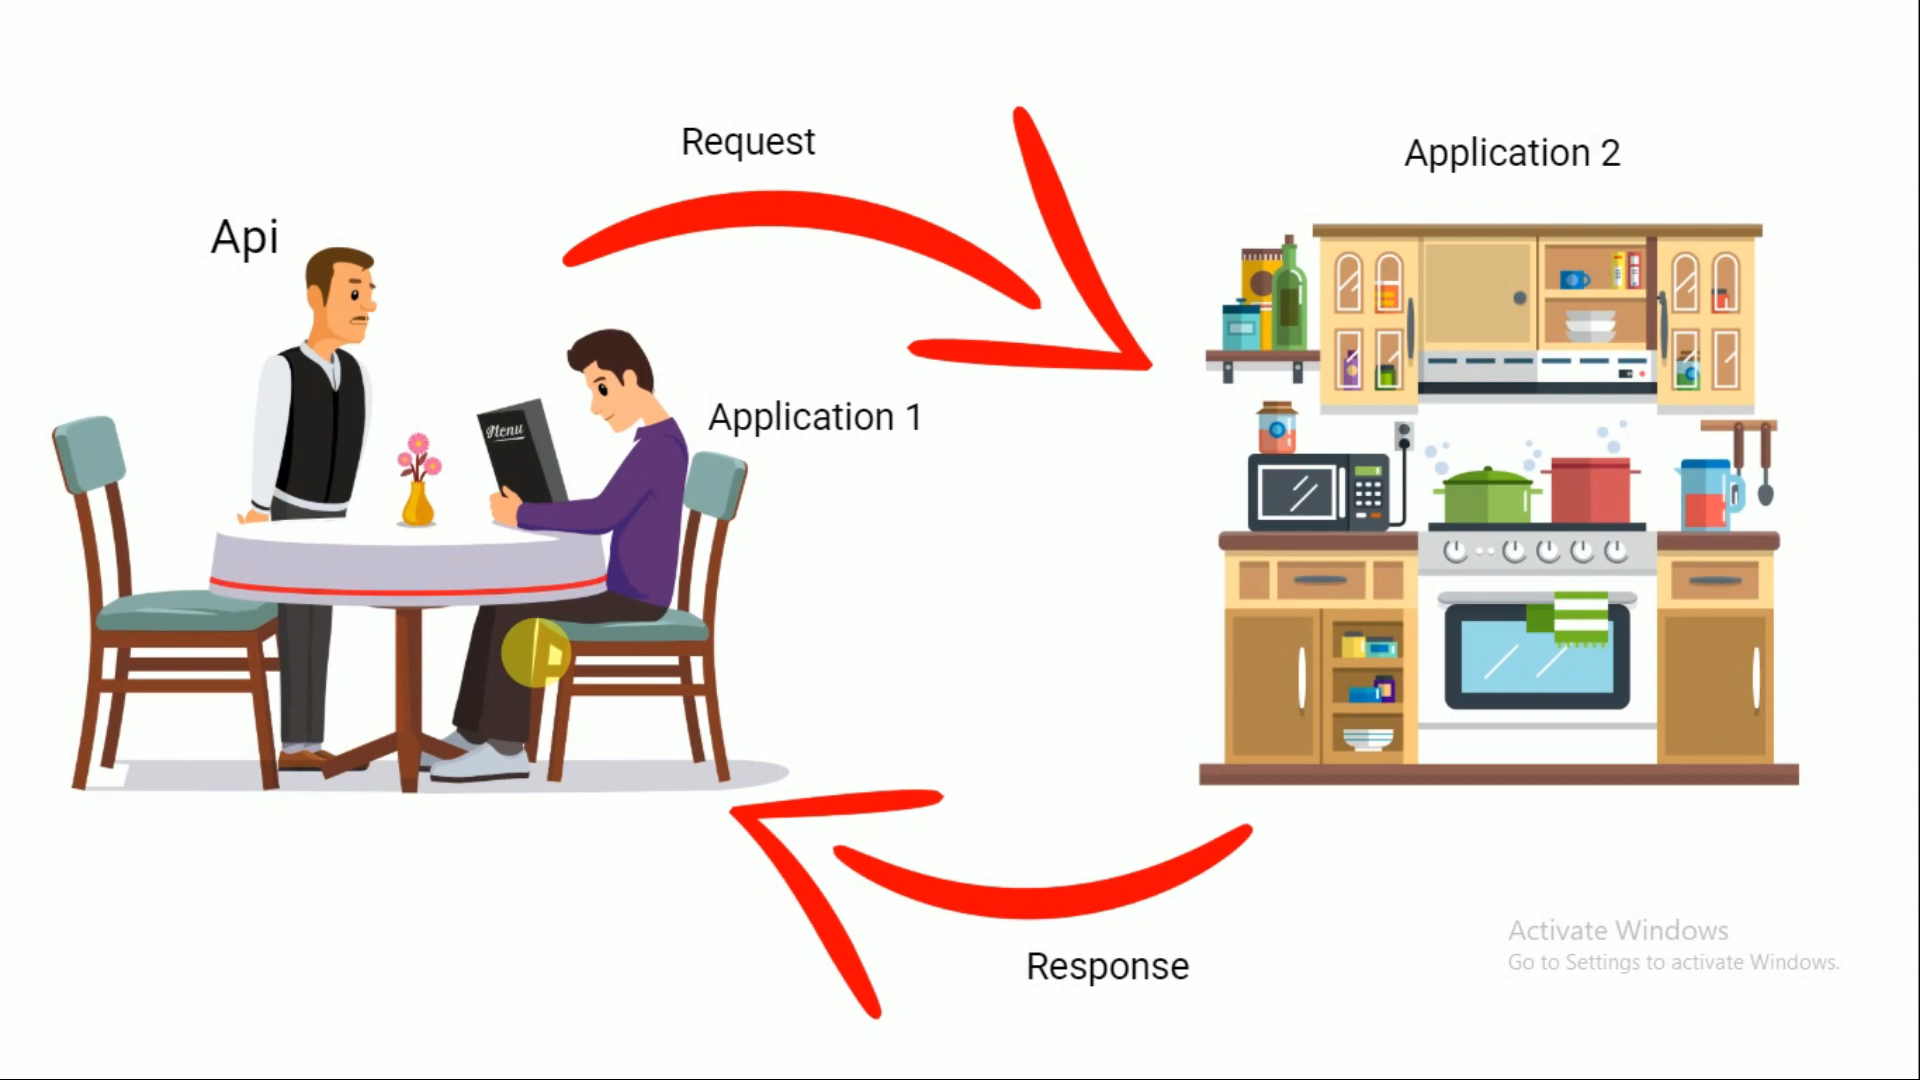 Request
Application 2
Api
Application 1
Menu
Response
Activate Windows
Go to Settings to activate Windows.